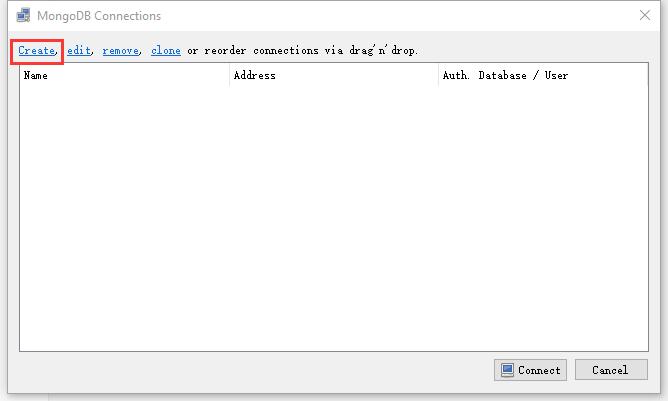 MongoDB Connections
Create, edit, remove, clone or reorder connections via drag'n'drop.
Name Address Auth. Database / User
Connect Cancel